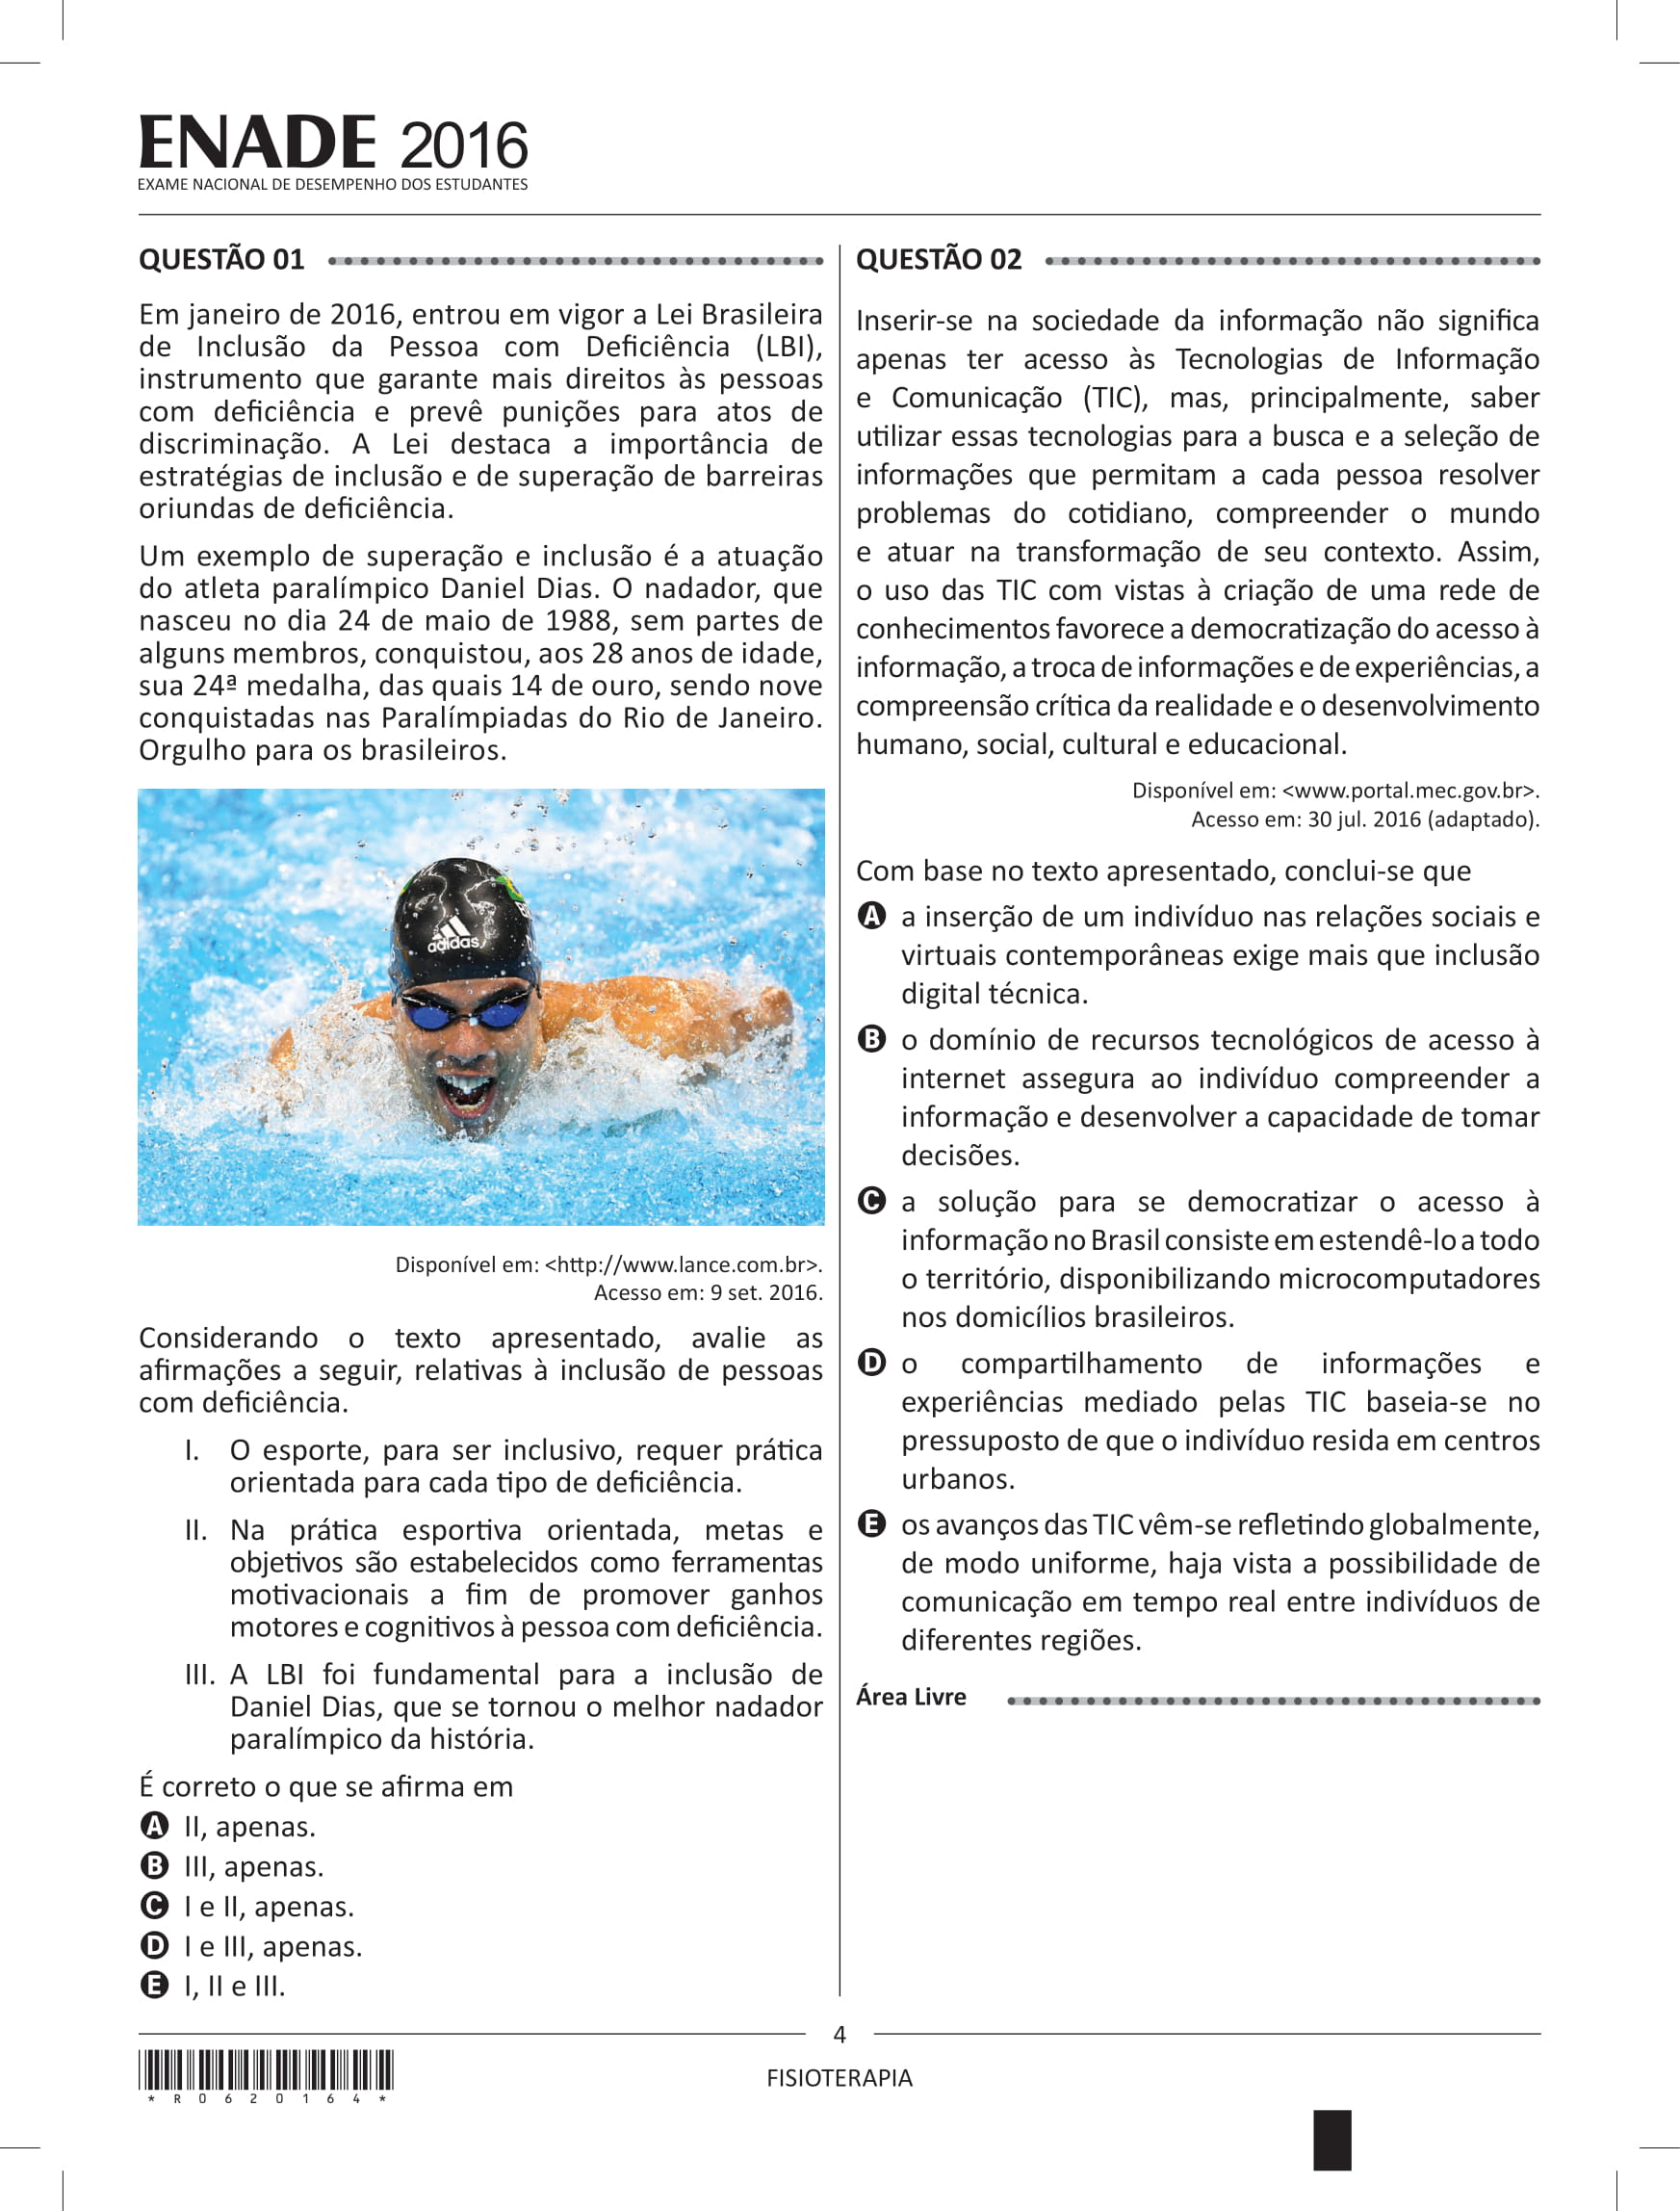 ENADE 2016
EXAME NACIONAL DE DESEMPENHO DOS ESTUDANTES
QUESTÃO 01
Em janeiro de 2016, entrou em vigor a Lei Brasileira
de Inclusão da Pessoa com Deficiência (LBI),
instrumento que garante mais direitos às pessoas
com deficiência e prevê punições para atos de
discriminação. A Lei destaca a importância de
estratégias de inclusão e de superação de barreiras
oriundas de deficiência.
Um exemplo de superação e inclusão é a atuação
do atleta paralímpico Daniel Dias. O nadador, que
nasceu no dia 24 de maio de 1988, sem partes de
alguns membros, conquistou, aos 28 anos de idade,
sua 24ª medalha, das quais 14 de ouro, sendo nove
conquistadas nas Paralímpiadas do Rio de Janeiro.
Orgulho para os brasileiros.
adidas
Disponível em: <http://www.lance.com.br>.
Acesso em: 9 set. 2016.
Considerando o texto apresentado, avalie as
afirmações a seguir, relativas à inclusão de pessoas
com deficiência.
I. O esporte, para ser inclusivo, requer prática
orientada para cada tipo de deficiência.
II. Na prática esportiva orientada, metas e
objetivos são estabelecidos como ferramentas
motivacionais a fim de promover ganhos
motores e cognitivos à pessoa com deficiência.
III. A LBI foi fundamental para a inclusão de
Daniel Dias, que se tornou o melhor nadador
paralímpico da história.
É correto o que se afirma em
A II, apenas.
B III, apenas.
C I e II, apenas.
D I e III, apenas.
E I, II e III.
QUESTÃO 02
Inserir-se na sociedade da informação não significa
apenas ter acesso às Tecnologias de Informação
e Comunicação (TIC), mas, principalmente, saber
utilizar essas tecnologias para a busca e a seleção de
informações que permitam a cada pessoa resolver
problemas do cotidiano, compreender o mundo
e atuar na transformação de seu contexto. Assim,
o uso das TIC com vistas à criação de uma rede de
conhecimentos favorece a democratização do acesso à
informação, a troca de informações e de experiências, a
compreensão crítica da realidade e o desenvolvimento
humano, social, cultural e educacional.
Disponível em: <www.portal.mec.gov.br>.
Acesso em: 30 jul. 2016 (adaptado).
Com base no texto apresentado, conclui-se que
A a inserção de um indivíduo nas relações sociais e
virtuais contemporâneas exige mais que inclusão
digital técnica.
B o domínio de recursos tecnológicos de acesso à
internet assegura ao indivíduo compreender a
informação e desenvolver a capacidade de tomar
decisões.
C a solução para se democratizar o acesso à
informação no Brasil consiste em estendê-lo a todo
o território, disponibilizando microcomputadores
nos domicílios brasileiros.
D o compartilhamento de informações e
experiências mediado pelas TIC baseia-se no
pressuposto de que o indivíduo resida em centros
urbanos.
E os avanços das TIC vêm-se refletindo globalmente,
de modo uniforme, haja vista a possibilidade de
comunicação em tempo real entre indivíduos de
diferentes regiões.
Área Livre
4
FISIOTERAPIA
* R 0 6 2 0 1 6 4 *